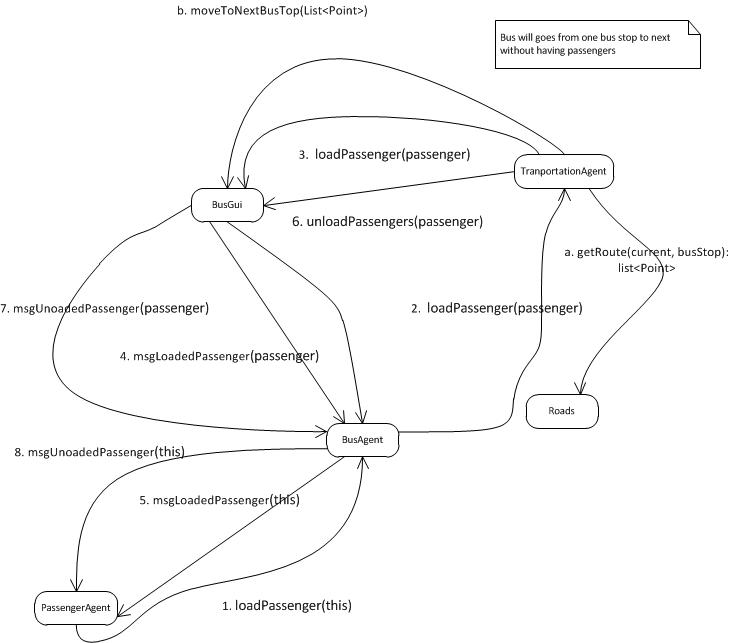 b. moveToNextBusTop(List<Point>)
Bus will goes from one bus stop to next
without having passengers
3. loadPassenger(passenger)
TranportationAgent
BusGui
6. unloadPassengers(passenger)
a. getRoute(current, busStop):
list<Point>
7. msgUnoadedPassenger(passenger)
2. loadPassenger(passenger)
4. msgLoadedPassenger(passenger)
Roads
BusAgent
8. msgUnoadedPassenger(this)
5. msgLoadedPassenger(this)
PassengerAgent
1. loadPassenger(this)